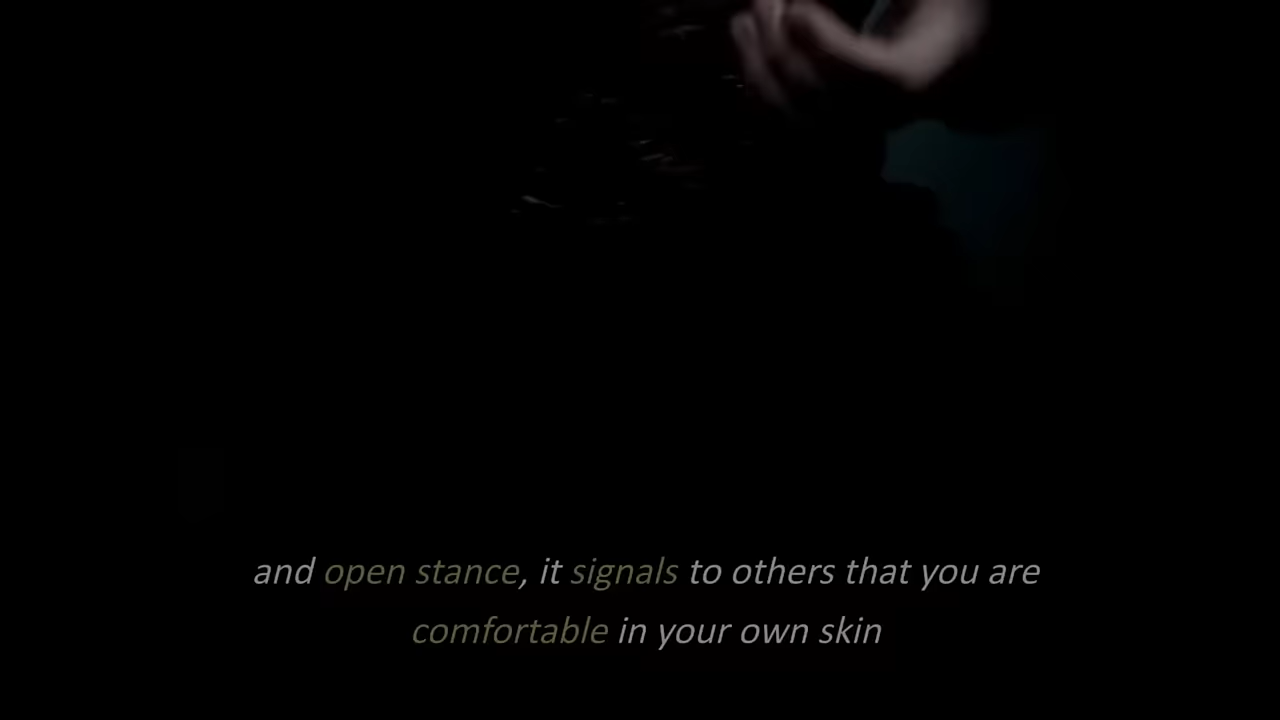 and open stance, it signals to others that you are
comfortable in your own skin